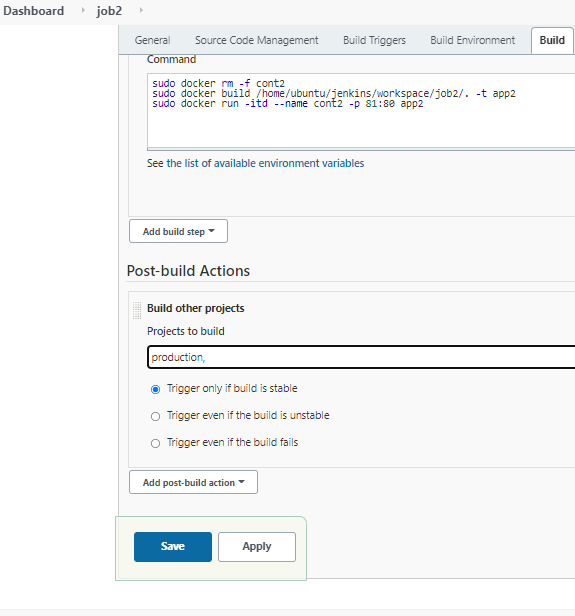 Dashboard job2
General Source Code Management Build Triggers Build Environment Build
Command
sudo docker rm -f cont2
sudo docker build /home/ubuntu/jenkins/workspace/job2/. -t app2
sudo docker run -itd --name cont2 -p 81:80 app2
See the list of available environment variables
Add build step
Post-build Actions
Build other projects
Projects to build
production,
Trigger only if build is stable
Trigger even if the build is unstable
Trigger even if the build fails
Add post-build action
Save Apply